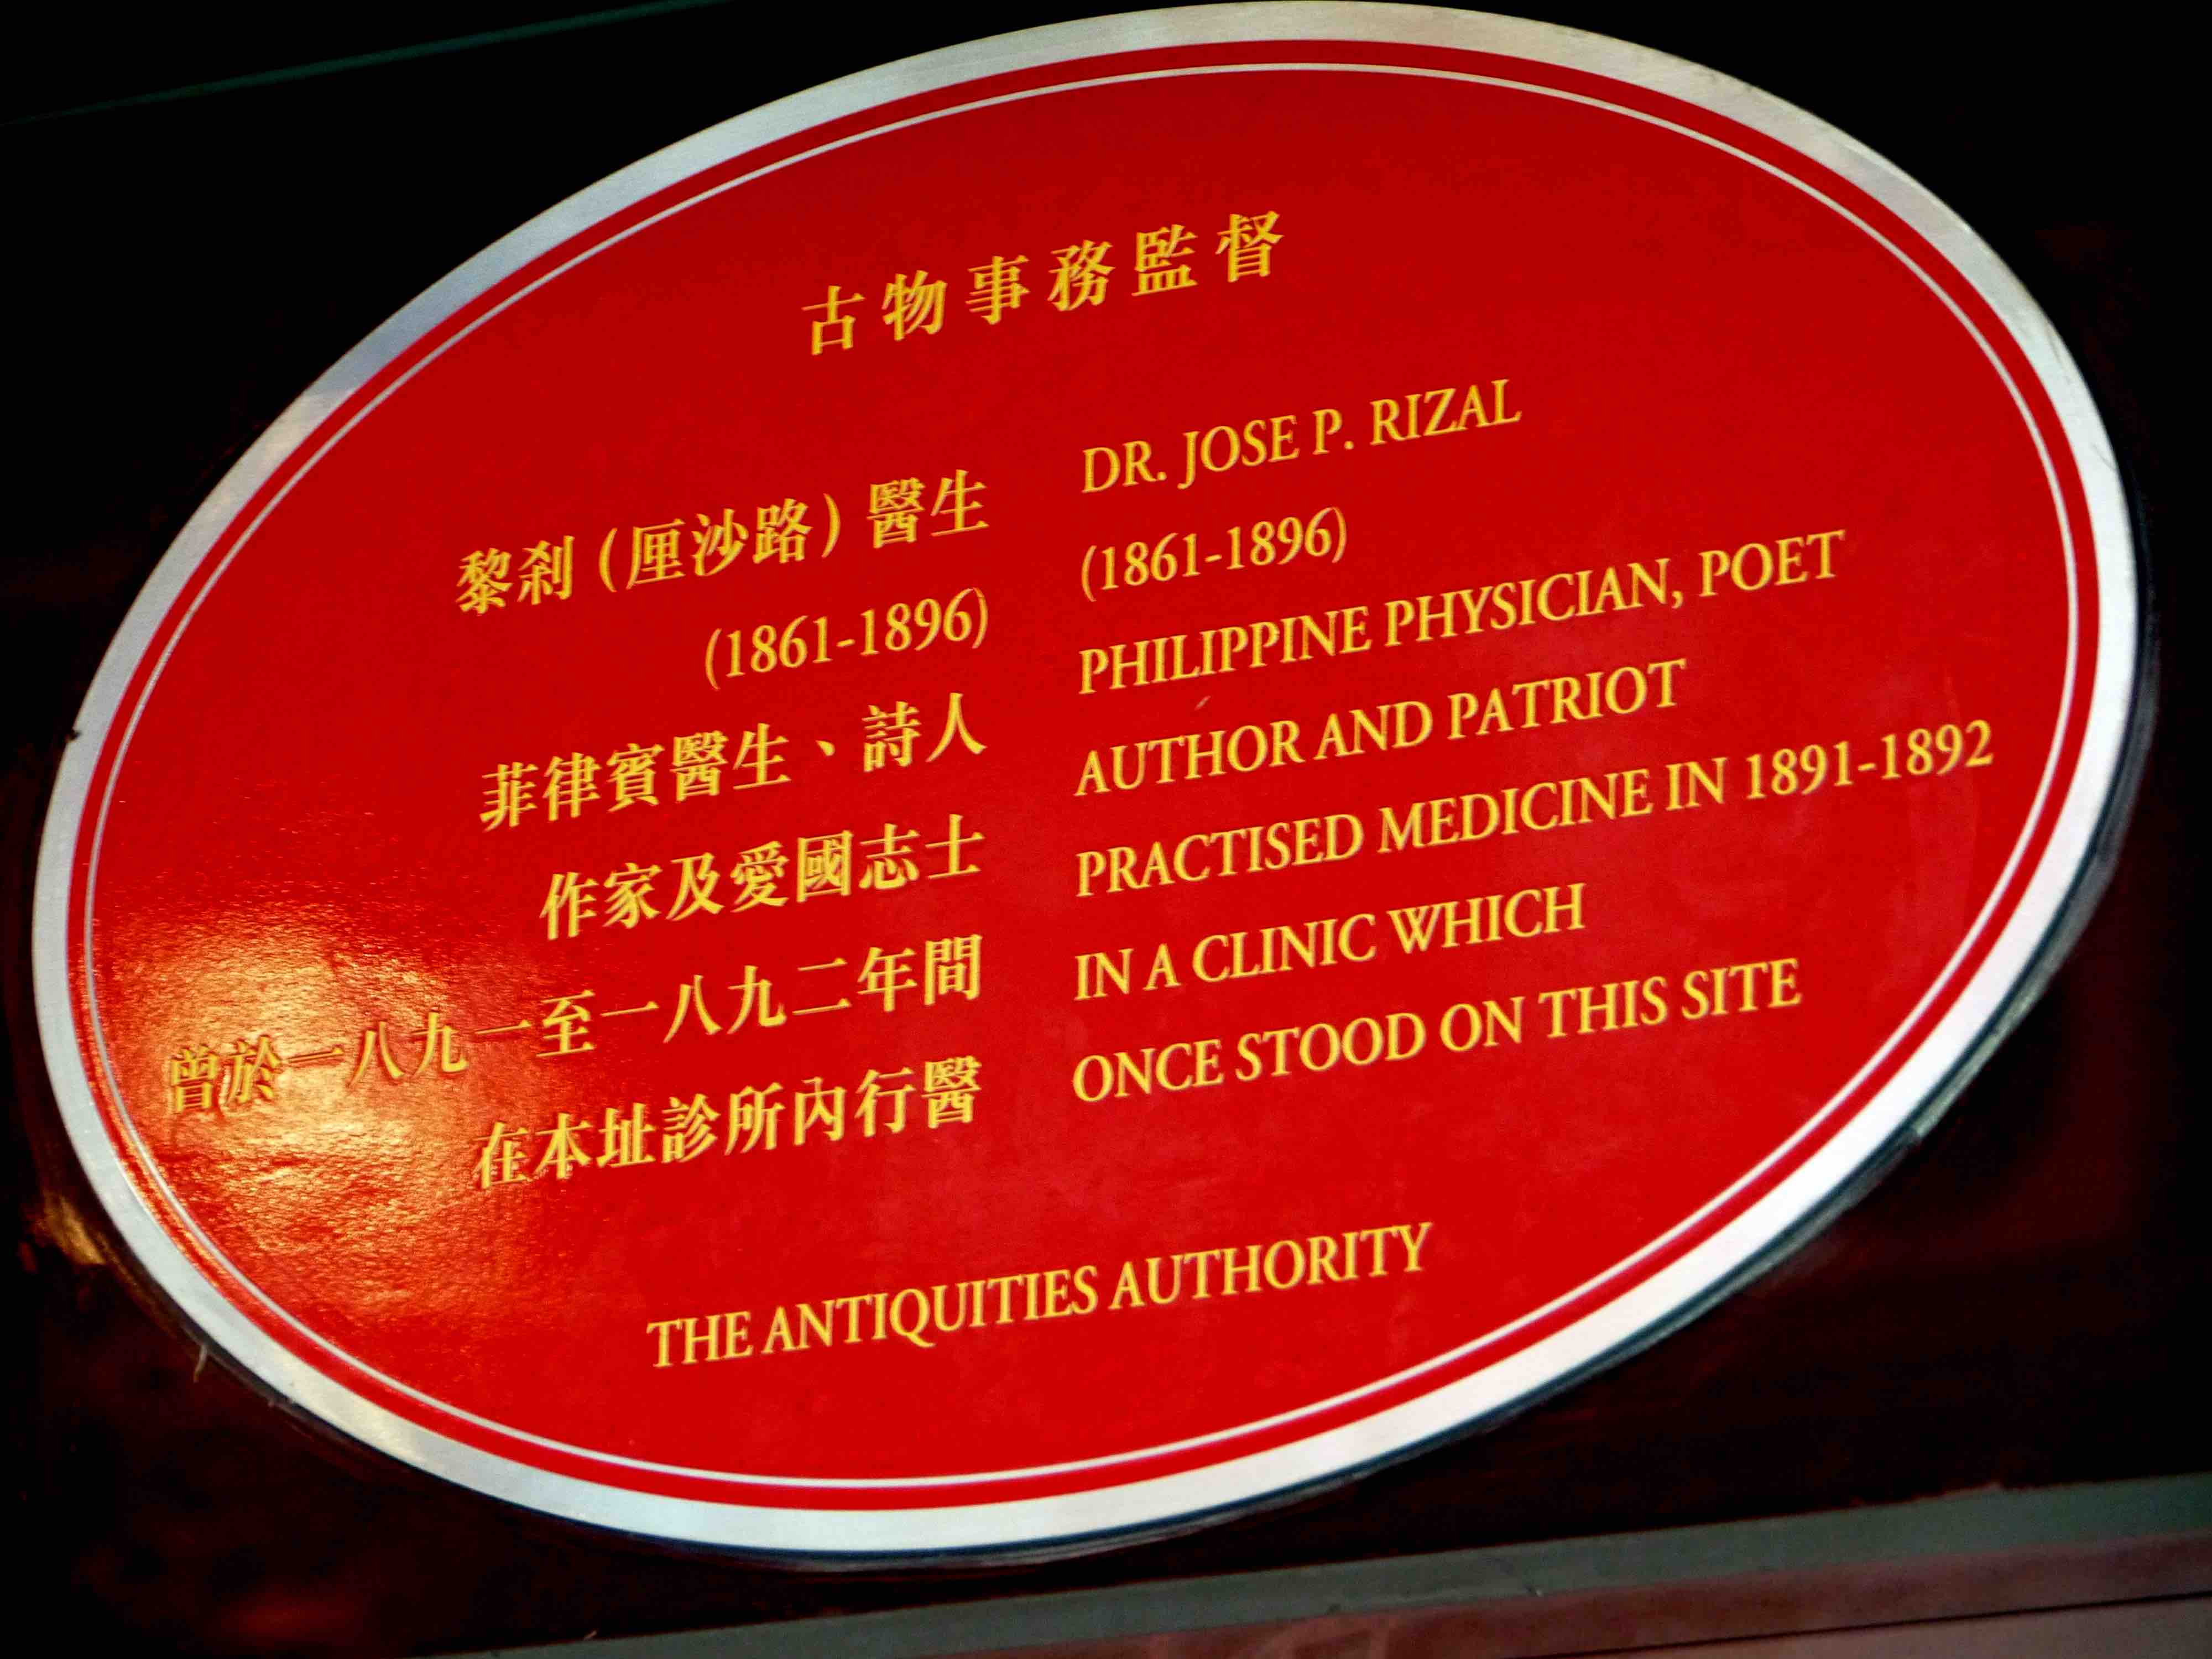 古物事務監督
黎刹(厘沙路)醫生
(1861-1896)
菲律賓醫生、詩人
作家及愛國志士
曾於一八九一至一八九二年間
在本址診所內行醫
DR. JOSE P. RIZAL
(1861-1896)
PHILIPPINE PHYSICIAN, POET
AUTHOR AND PATRIOT
PRACTISED MEDICINE IN 1891-1892
IN A CLINIC WHICH
ONCE STOOD ON THIS SITE
THE ANTIQUITIES AUTHORITY